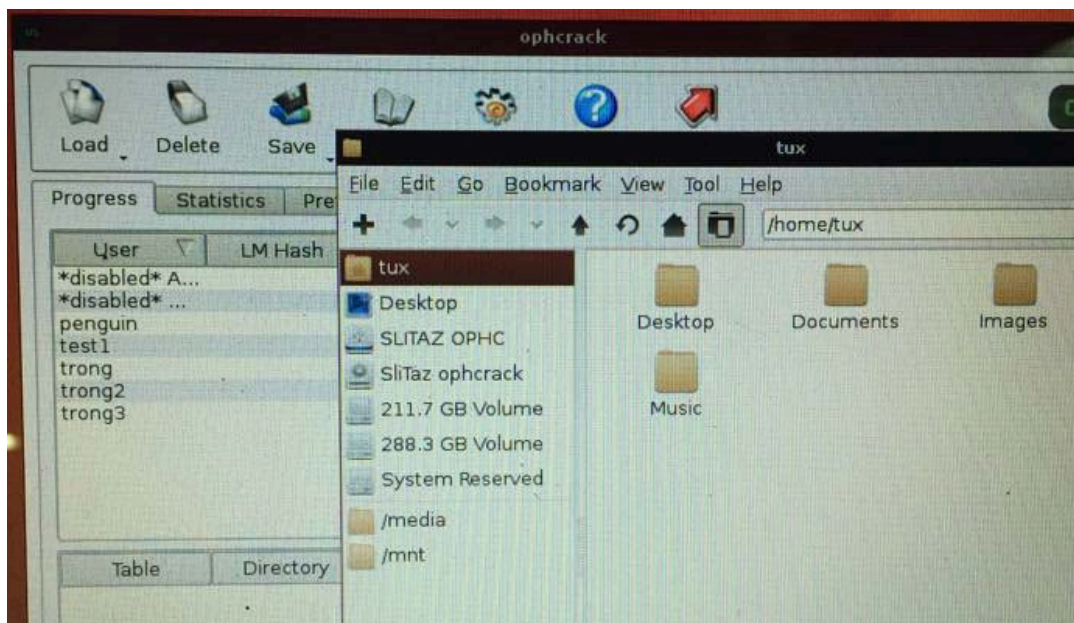 ophcrack
Load Delete Save
tux
File Edit Go Bookmark View Tool Help
Progress Statistics
/home/tux
User LM Hash
*disabled* A...
*disabled* ...
penguin
test1
trong
trong2
trong3
tux
Desktop
SLITAZ OPHC
SliTaz ophcrack
211.7 GB Volume
288.3 GB Volume
System Reserved
/media
/mnt
Desktop Documents Images
Music
Table Directory